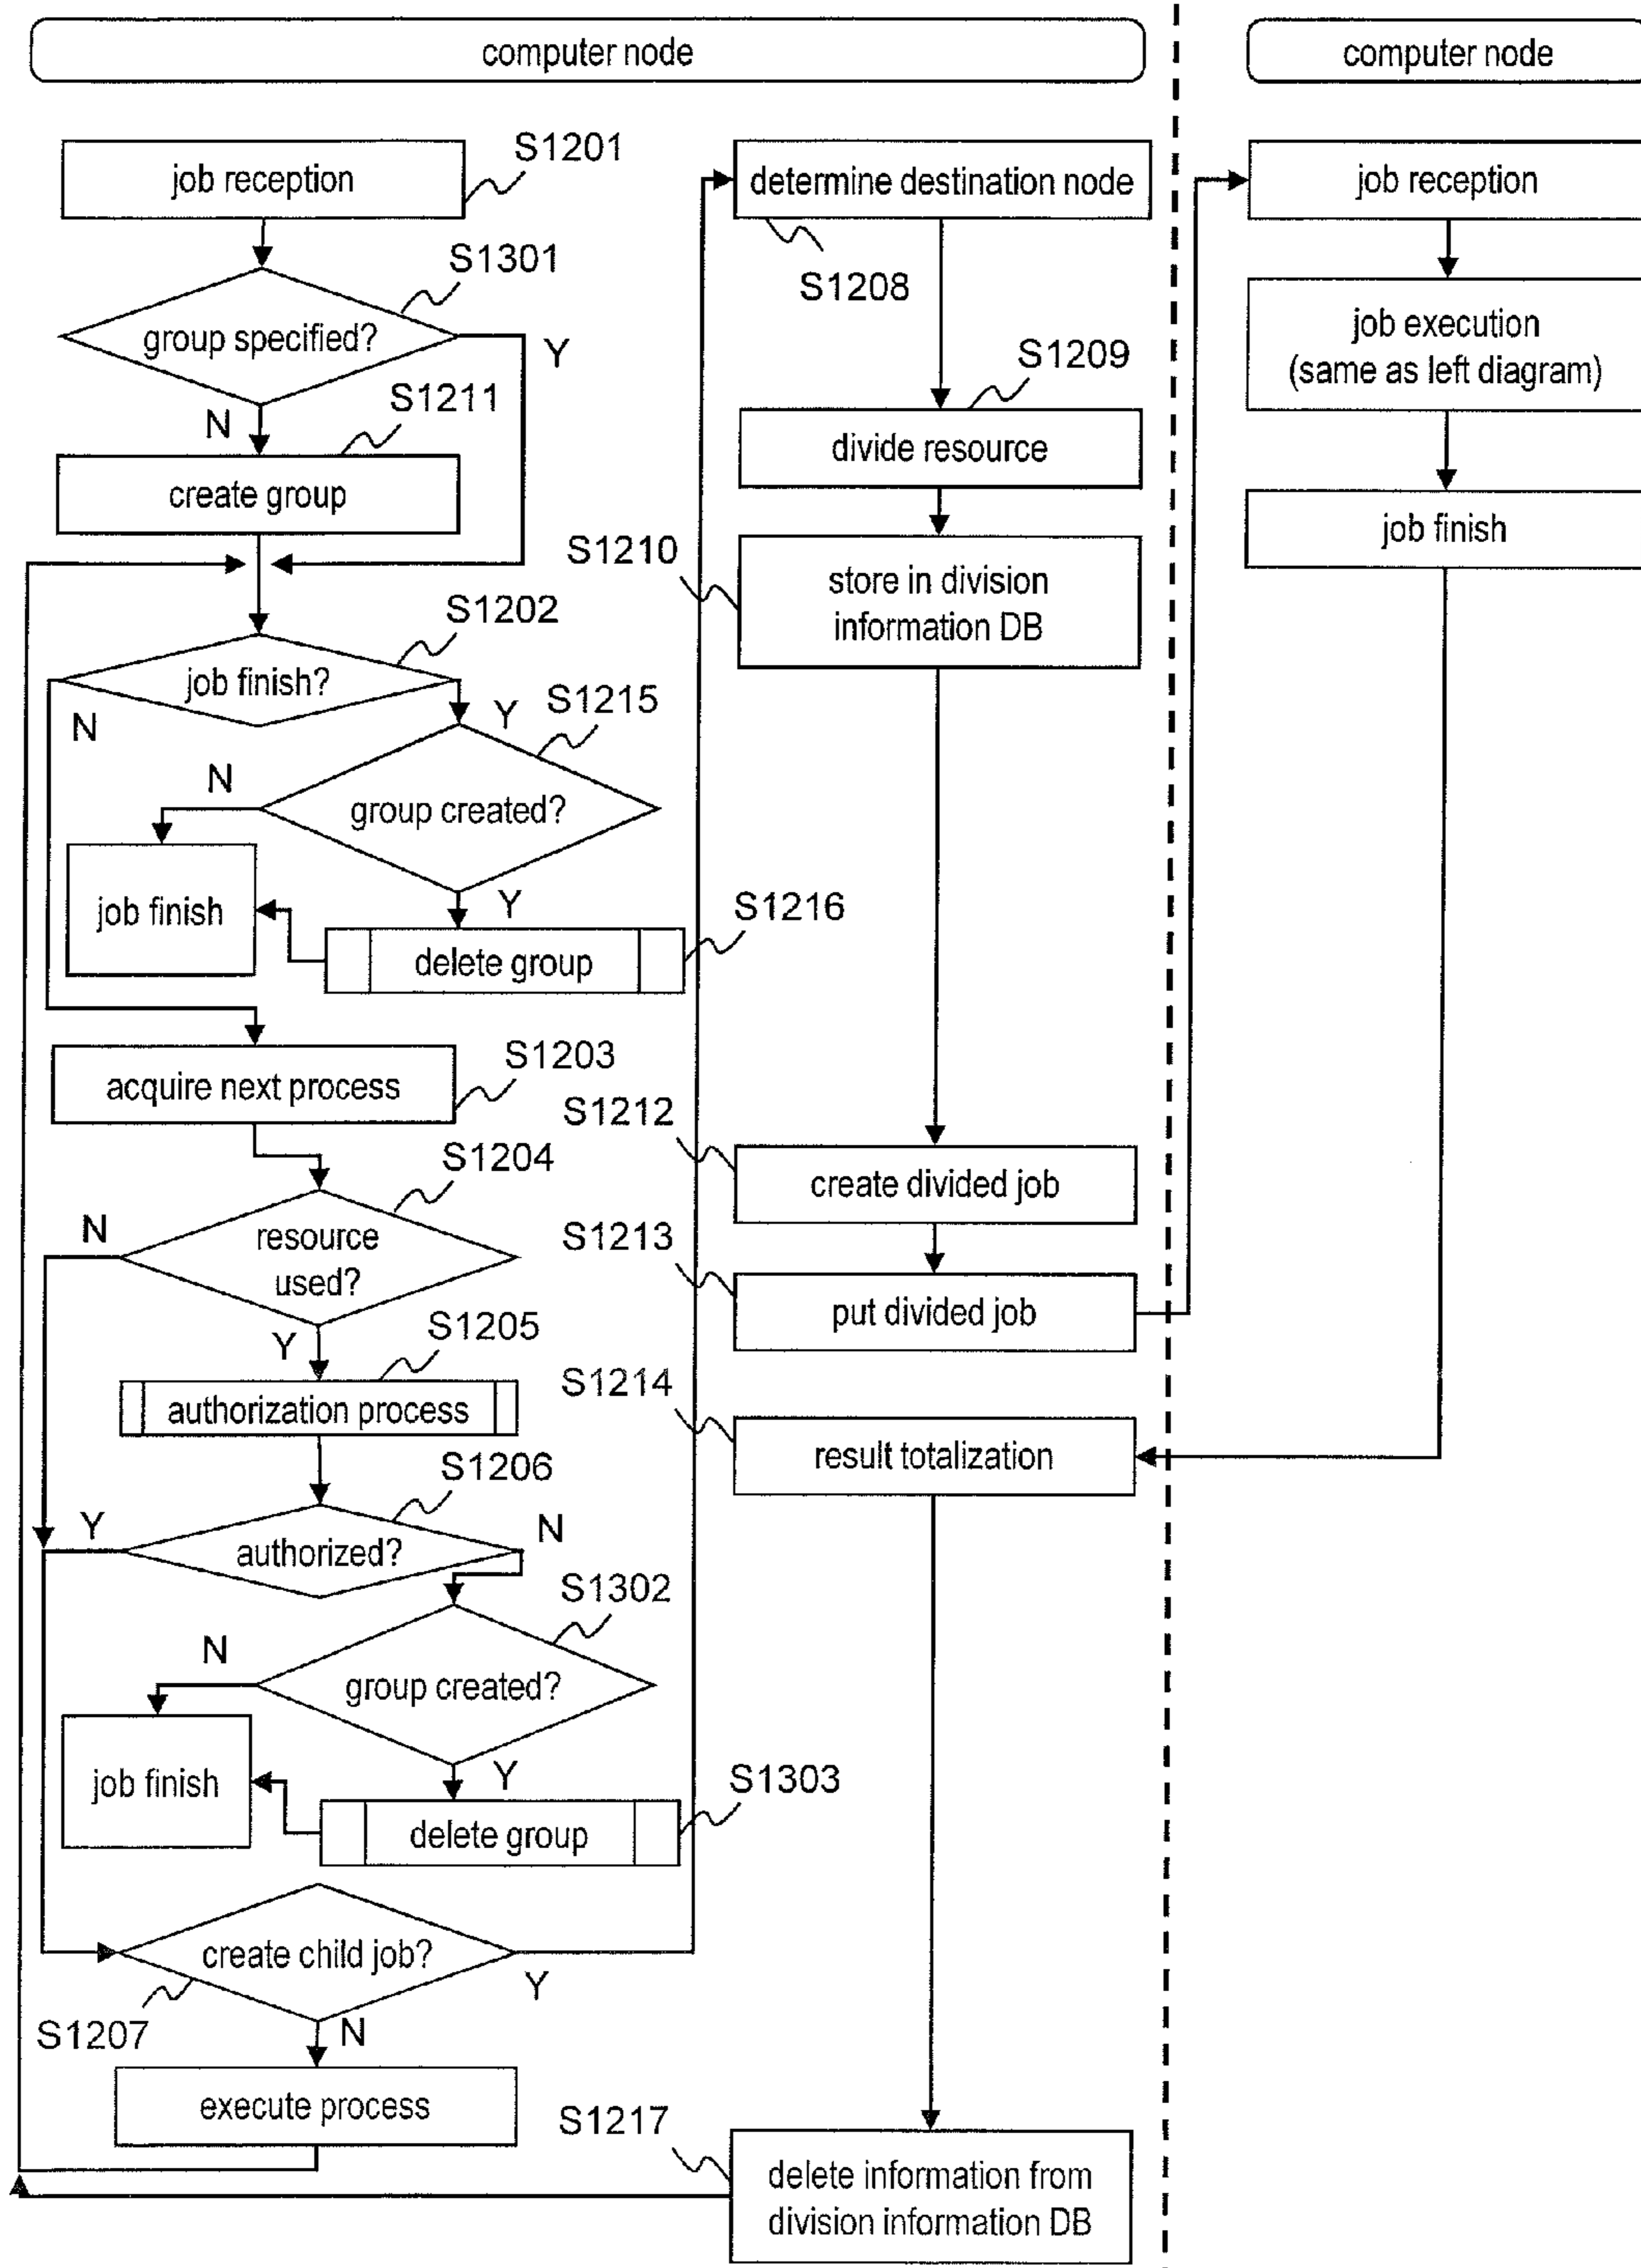 computer node
computer node
job reception
S1201
S1301
group specified?
Y
N
S1211
create group
S1202
job finish?
N
Y
S1215
group created?
N
Y
job finish
S1216
delete group
acquire next process
S1203
S1204
resource
used?
N
Y
S1205
authorization process
S1206
authorized?
Y
N
S1302
group created?
N
Y
job finish
S1303
delete group
create child job?
Y
S1207
N
execute process
determine destination node
S1208
S1209
divide resource
S1210
store in division
information DB
S1212
create divided job
S1213
put divided job
S1214
result totalization
S1217
delete information from
division information DB
job reception
job execution
(same as left diagram)
job finish